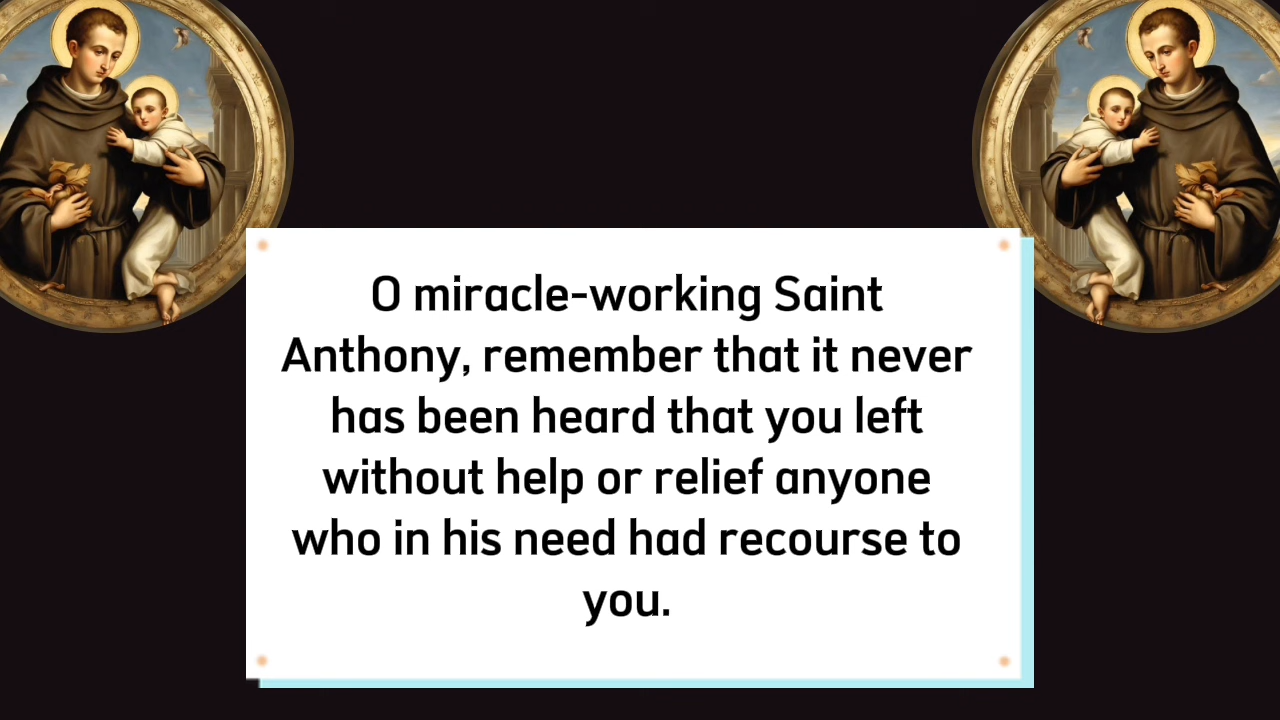 O miracle-working Saint
Anthony, remember that it never
has been heard that you left
without help or relief anyone
who in his need had recourse to
you.